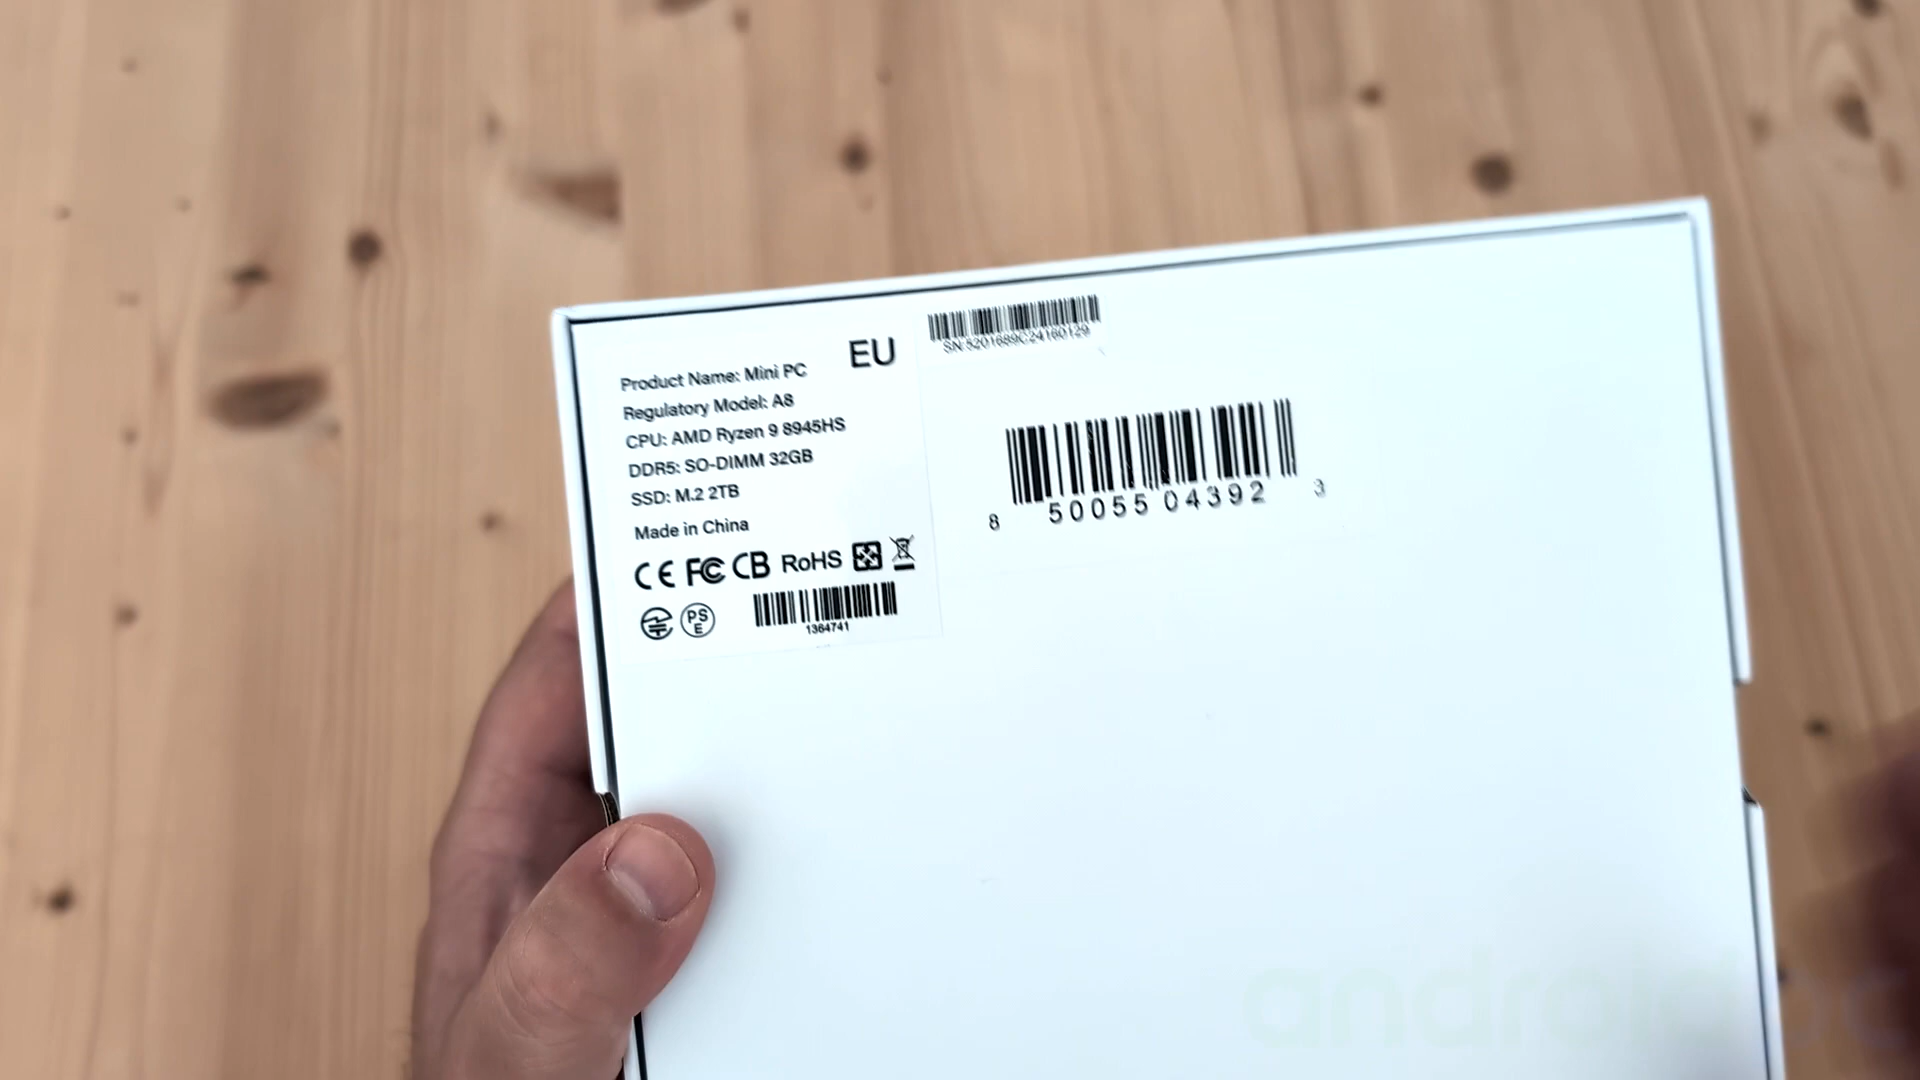 EU
Product Name: Mini PC
Regulatory Model: A8
CPU: AMD Ryzen 9 8945HS
DDR5: SO-DIMM 32GB
SSD: M.2 2TB
Made in China
CE FC CB RoHS
PS
E
1364741
SN:5201689C24160129
8 50055 04392 3